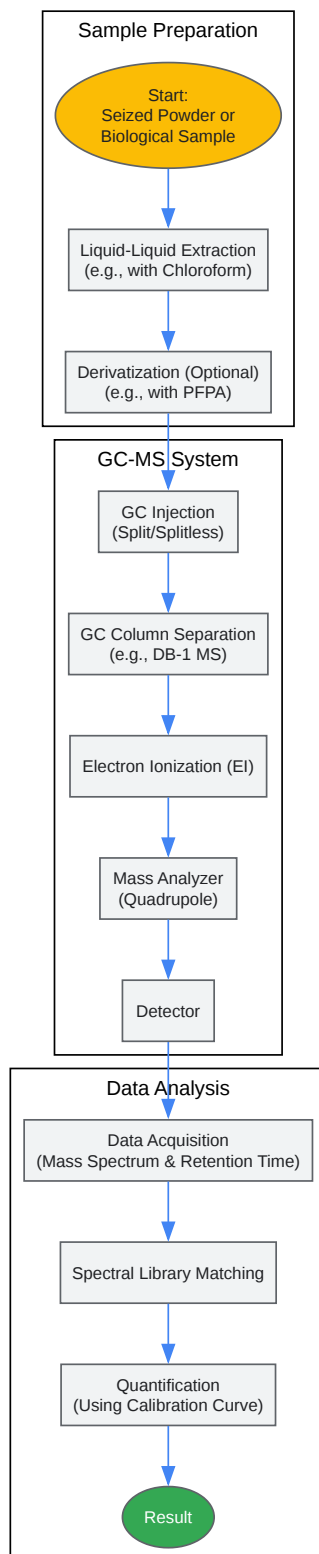 Sample Preparation
Start:
Seized Powder or
Biological Sample
Liquid-Liquid Extraction
(e.g., with Chloroform)
Derivatization (Optional)
(e.g., with PFPA)
GC-MS System
GC Injection
(Split/Splitless)
GC Column Separation
(e.g., DB-1 MS)
Electron Ionization (EI)
Mass Analyzer
(Quadrupole)
Detector
Data Analysis
Data Acquisition
(Mass Spectrum & Retention Time)
Spectral Library Matching
Quantification
(Using Calibration Curve)
Result